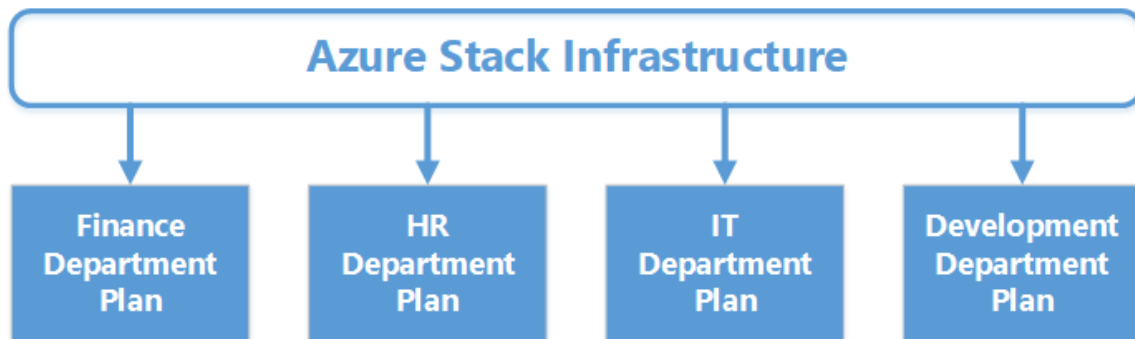 Azure Stack Infrastructure
Finance
Department
Plan
HR
Department
Plan
IT
Department
Plan
Development
Department
Plan